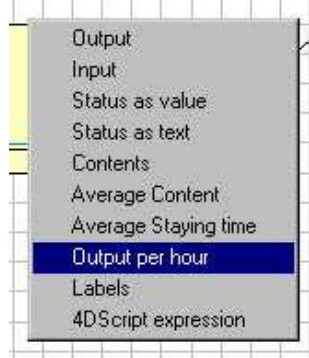 Output
Input
Status as value
Status as text
Contents
Average Content
Average Staying time
Output per hour
Labels
4DScript expression